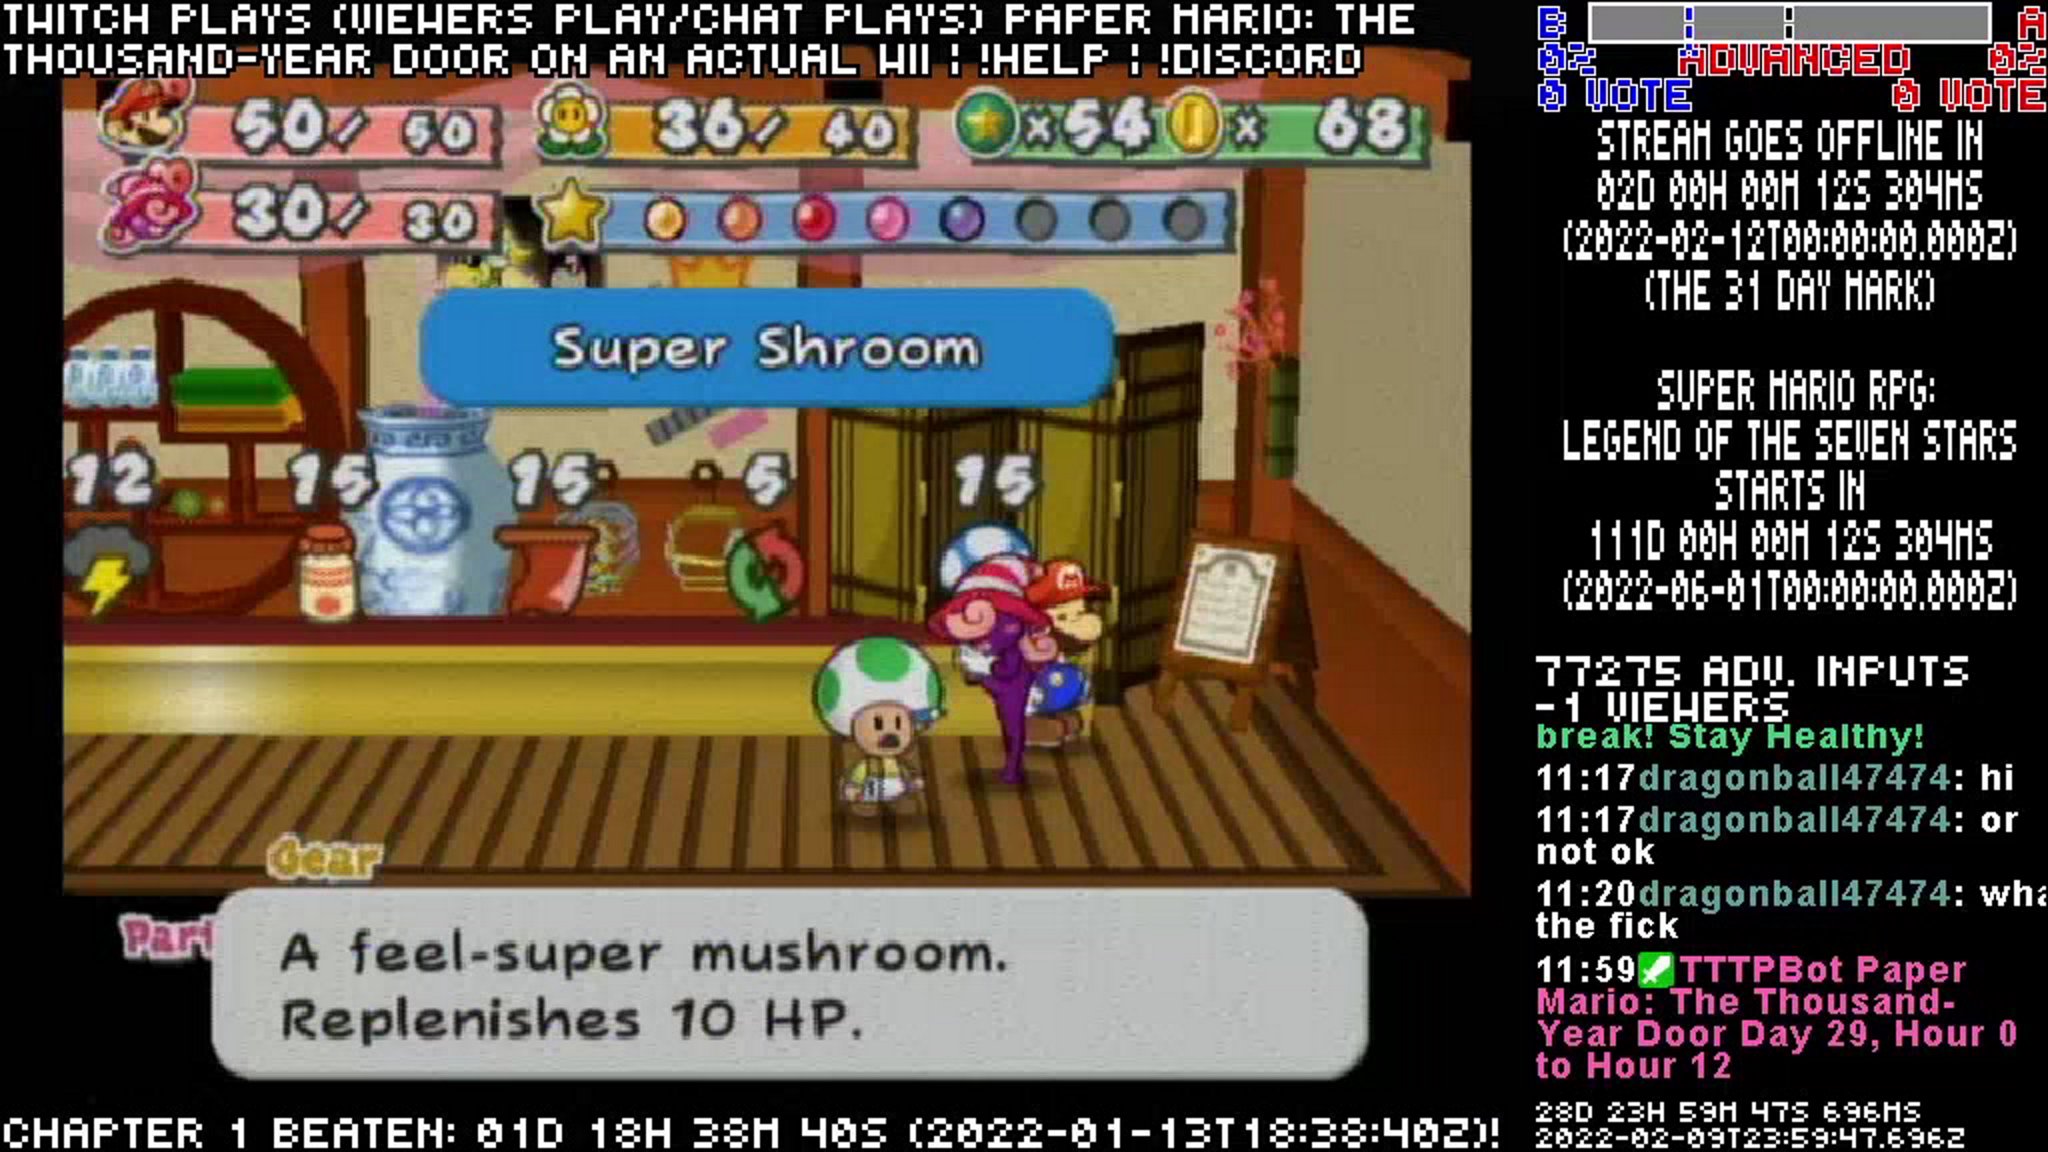 TWITCH PLAYS (VIEWERS PLAY/CHAT PLAYS) PAPER MARIO: THE
THOUSAND-YEAR DOOR ON AN ACTUAL WII ¦ !HELP ¦ !DISCORD
50/ 50
36/ 40
×54
× 68
30/ 30
Super Shroom
12
15
15
5
15
Gear
Part
A feel-super mushroom.
Replenishes 10 HP.
CHAPTER 1 BEATEN: 01D 18H 38M 40S (2022-01-13T18:38:40Z)!
B
A
0%
ADVANCED
0%
0 VOTE
0 VOTE
STREAM GOES OFFLINE IN
02D 00H 00M 12S 304MS
(2022-02-12T00:00:00.000Z)
(THE 31 DAY MARK)
SUPER MARIO RPG:
LEGEND OF THE SEVEN STARS
STARTS IN
111D 00H 00M 12S 304MS
(2022-06-01T00:00:00.000Z)
77275 ADV. INPUTS
-1 VIEWERS
break! Stay Healthy!
11:17dragonball47474: hi
11:17dragonball47474: or
not ok
11:20dragonball47474: wha
the fick
11:59TTTPBot Paper
Mario: The Thousand-
Year Door Day 29, Hour 0
to Hour 12
28D 23H 59M 47S 696MS
2022-02-09T23:59:47.696Z